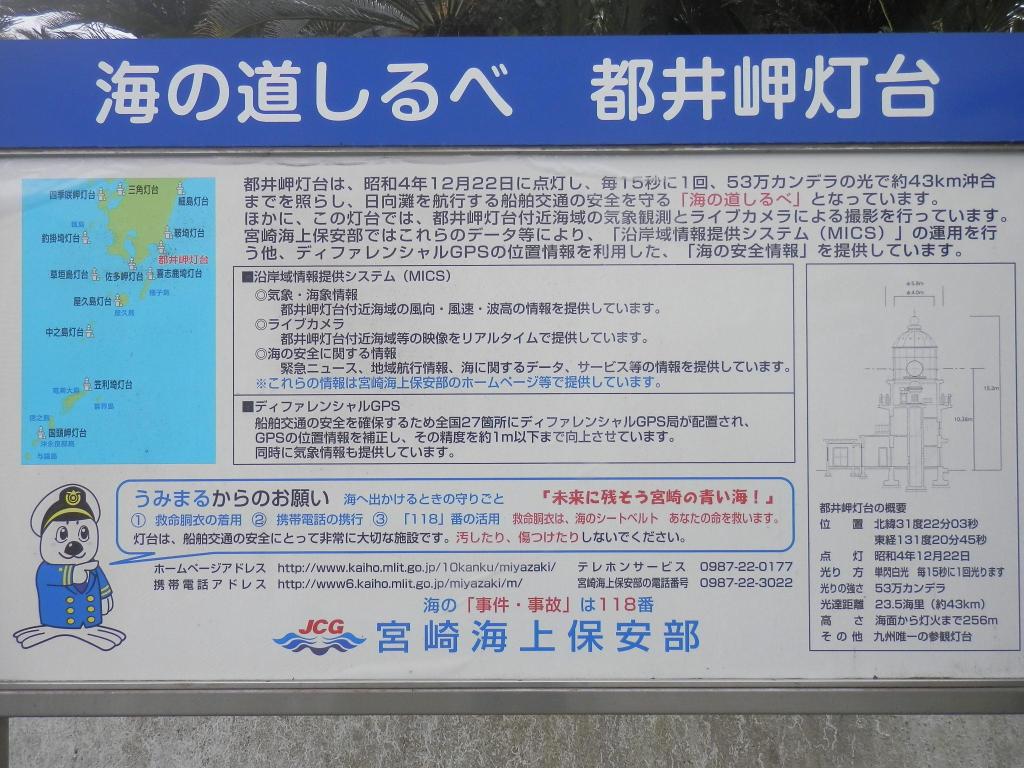 海の道しるべ 都井岬灯台
四季咲岬灯台
三角灯台
細島灯台
釣掛埼灯台
鞍埼灯台
都井岬灯台
草垣島灯台
佐多岬灯台
喜志鹿埼灯台
種子島
屋久島灯台
屋久島
中之島灯台
笠利埼灯台
奄美大島
喜界島
徳之島
国頭岬灯台
沖永良部島
与論島
都井岬灯台は、昭和4年12月22日に点灯し、毎15秒に1回、53万カンデラの光で約43km沖合
までを照らし、日向灘を航行する船舶交通の安全を守る「海の道しるべ」となっています。
ほかに、この灯台では、都井岬灯台付近海域の気象観測とライブカメラによる撮影を行っています。
宮崎海上保安部ではこれらのデータ等により、「沿岸域情報提供システム（MICS）」の運用を行
う他、ディファレンシャルGPSの位置情報を利用した、「海の安全情報」を提供しています。
■沿岸域情報提供システム（MICS）
◎気象・海象情報
都井岬灯台付近海域の風向・風速・波高の情報を提供しています。
◎ライブカメラ
都井岬灯台付近海域等の映像をリアルタイムで提供しています。
◎海の安全に関する情報
緊急ニュース、地域航行情報、海に関するデータ、サービス等の情報を提供しています。
※これらの情報は宮崎海上保安部のホームページ等で提供しています。
■ディファレンシャルGPS
船舶交通の安全を確保するため全国27箇所にディファレンシャルGPS局が配置され、
GPSの位置情報を補正し、その精度を約1m以下まで向上させています。
同時に気象情報も提供しています。
φ5.8m
φ4.0m
15.2m
10.38m
都井岬灯台の概要
位 置 北緯31度22分03秒
東経131度20分45秒
点 灯 昭和4年12月22日
光り方 単閃白光 毎15秒に1回光ります
光りの強さ 53万カンデラ
光達距離 23.5海里（約43km）
高 さ 海面から灯火まで256m
その他 九州唯一の参観灯台
うみまるからのお願い 海へ出かけるときの守りごと 『未来に残そう宮崎の青い海！』
① 救命胴衣の着用 ② 携帯電話の携行 ③ 「118」番の活用 救命胴衣は、海のシートベルト あなたの命を救います。
灯台は、船舶交通の安全にとって非常に大切な施設です。汚したり、傷つけたりしないでください。
ホームページアドレス http://www.kaiho.mlit.go.jp/10kanku/miyazaki/ テレホンサービス 0987-22-0177
携帯電話アドレス http://www6.kaiho.mlit.go.jp/miyazaki/m/ 宮崎海上保安部の電話番号 0987-22-3022
海の「事件・事故」は118番
JCG 宮崎海上保安部